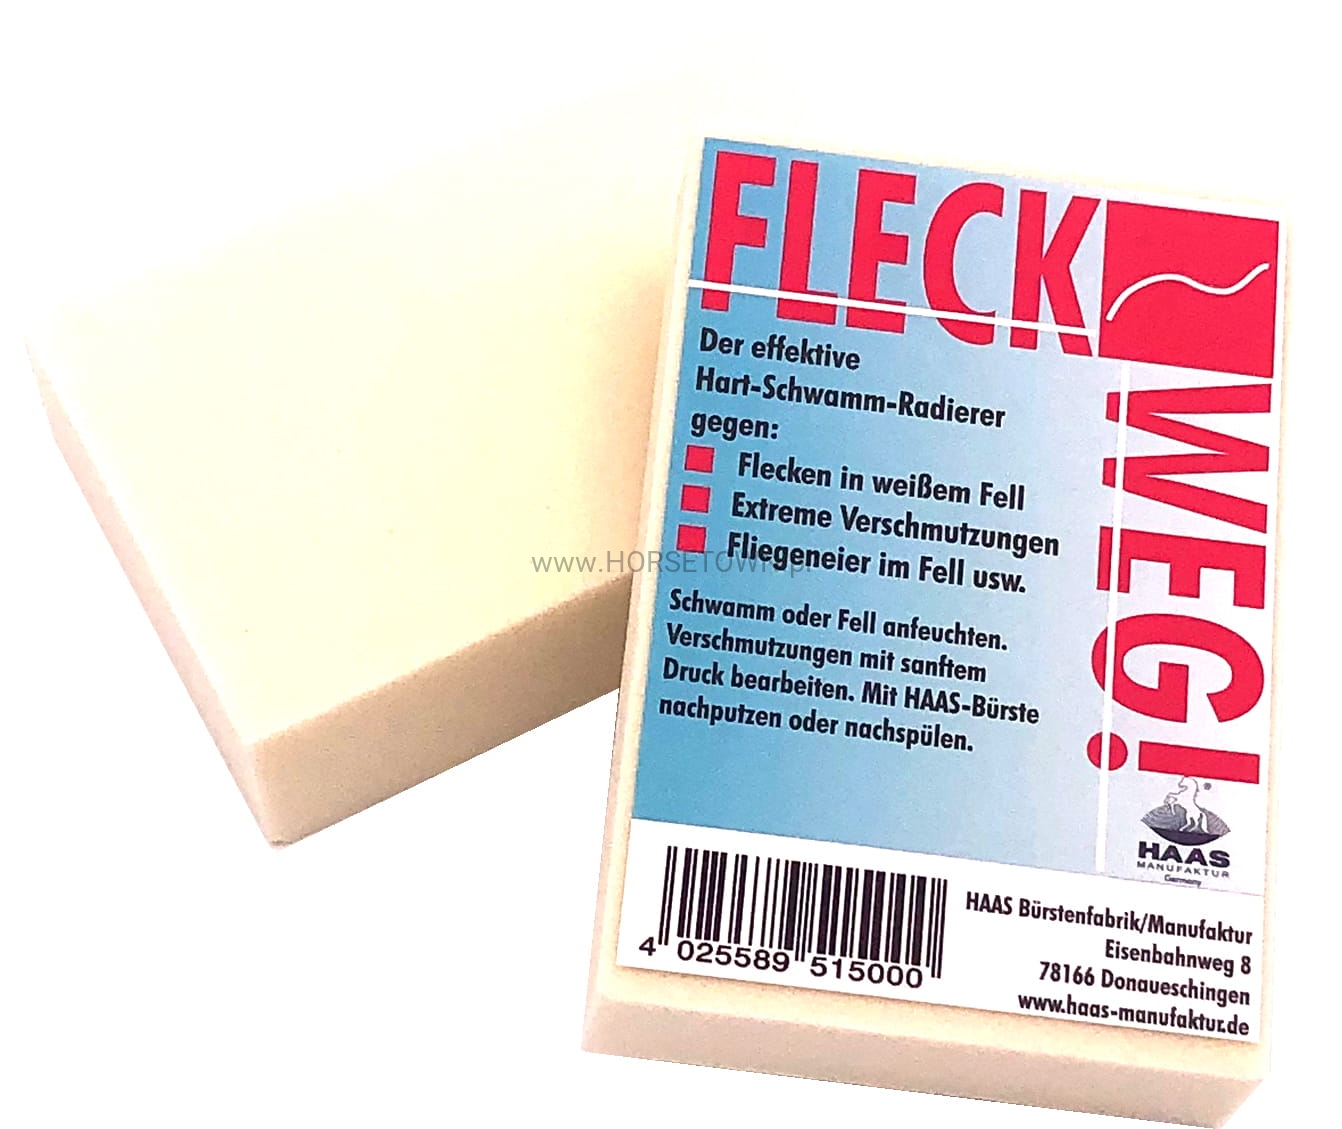 FLECK
WEG!
Der effektive
Hart-Schwamm-Radierer
gegen:
Flecken in weißem Fell
Extreme Verschmutzungen
Fliegeneier im Fell usw.
www.HORSETOWN.pl
Schwamm oder Fell anfeuchten.
Verschmutzungen mit sanftem
Druck bearbeiten. Mit HAAS-Bürste
nachputzen oder nachspülen.
®
HAAS
MANUFAKTUR
Germany
4 025589 515000
HAAS Bürstenfabrik/Manufaktur
Eisenbahnweg 8
78166 Donaueschingen
www.haas-manufaktur.de